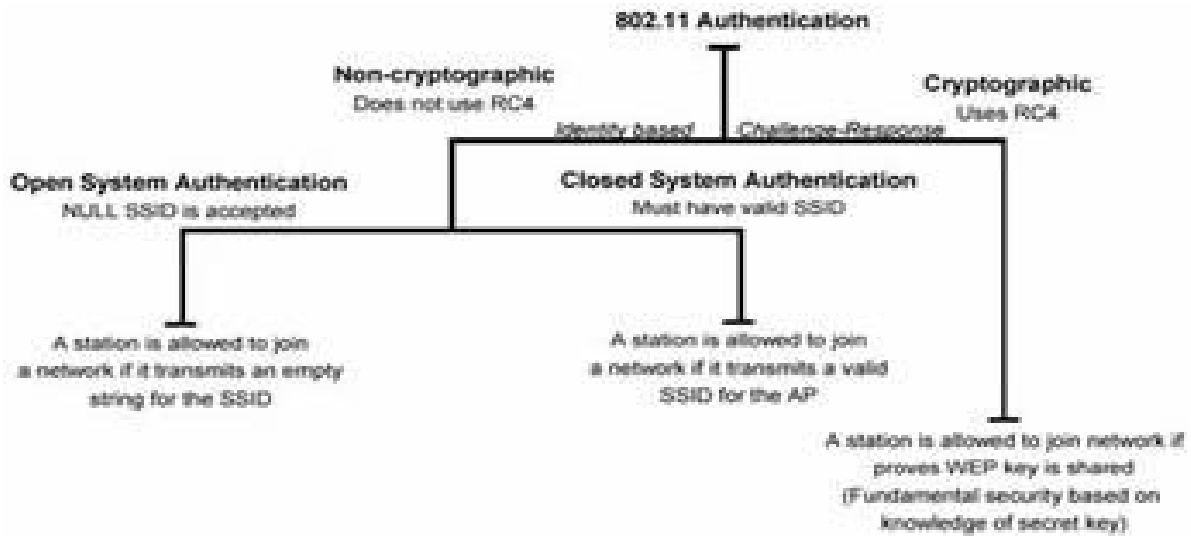 802.11 Authentication
Non-cryptographic
Does not use RC4
Cryptographic
Uses RC4
Identity based
Challenge-Response
Open System Authentication
NULL SSID is accepted
Closed System Authentication
Must have valid SSID
A station is allowed to join
a network if it transmits an empty
string for the SSID
A station is allowed to join
a network if it transmits a valid
SSID for the AP
A station is allowed to join network if
proves WEP key is shared
(Fundamental security based on
knowledge of secret key)